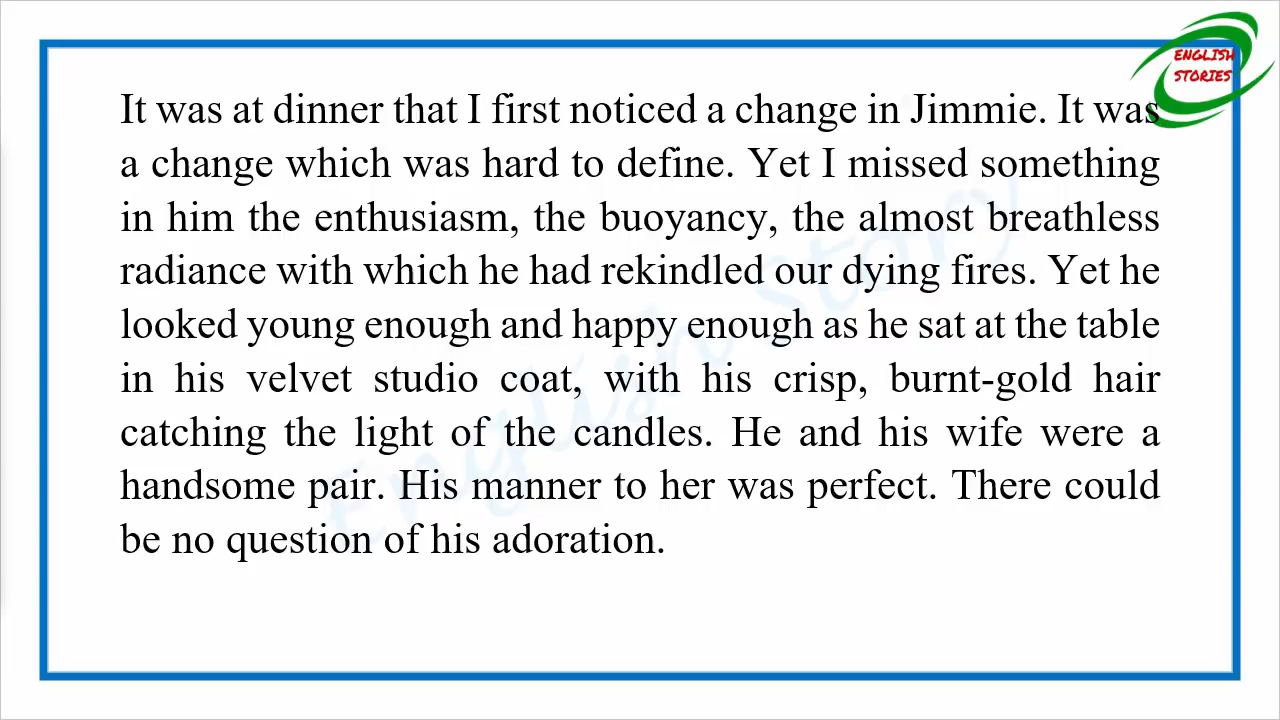 ENGLISH
STORIES
It was at dinner that I first noticed a change in Jimmie. It was
a change which was hard to define. Yet I missed something
in him the enthusiasm, the buoyancy, the almost breathless
radiance with which he had rekindled our dying fires. Yet he
looked young enough and happy enough as he sat at the table
in his velvet studio coat, with his crisp, burnt-gold hair
catching the light of the candles. He and his wife were a
handsome pair. His manner to her was perfect. There could
be no question of his adoration.
English Story